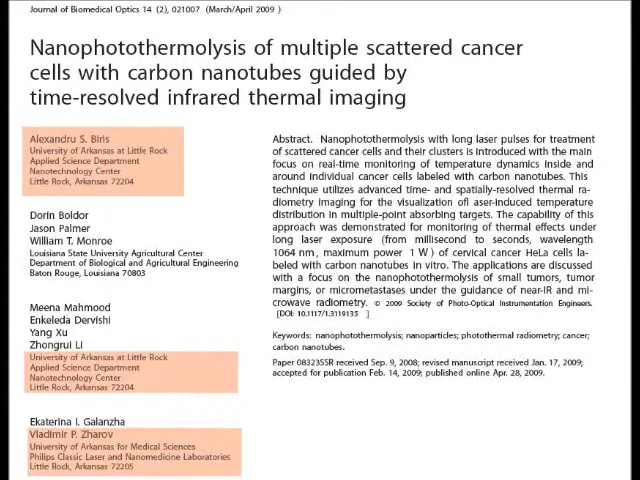 Journal of Biomedical Optics 14 (2), 021007 (March/April 2009 )
Nanophotothermolysis of multiple scattered cancer
cells with carbon nanotubes guided by
time-resolved infrared thermal imaging
Alexandru S. Biris
University of Arkansas at Little Rock
Applied Science Department
Nanotechnology Center
Little Rock, Arkansas 72204
Dorin Boldor
Jason Palmer
William T. Monroe
Louisiana State University Agricultural Center
Department of Biological and Agricultural Engineering
Baton Rouge, Louisiana 70803
Meena Mahmood
Enkeleda Dervishi
Yang Xu
Zhongrui Li
University of Arkansas at Little Rock
Applied Science Department
Nanotechnology Center
Little Rock, Arkansas 72204
Ekaterina I. Galanzha
Vladimir P. Zharov
University of Arkansas for Medical Sciences
Philips Classic Laser and Nanomedicine Laboratories
Little Rock, Arkansas 72205
Abstract. Nanophotothermolysis with long laser pulses for treatment
of scattered cancer cells and their clusters is introduced with the main
focus on real-time monitoring of temperature dynamics inside and
around individual cancer cells labeled with carbon nanotubes. This
technique utilizes advanced time- and spatially-resolved thermal ra-
diometry imaging for the visualization ofl aser-induced temperature
distribution in multiple-point absorbing targets. The capability of this
approach was demonstrated for monitoring of thermal effects under
long laser exposure (from millisecond to seconds, wavelength
1064 nm, maximum power 1 W) of cervical cancer HeLa cells la-
beled with carbon nanotubes in vitro. The applications are discussed
with a focus on the nanophotothermolysis of small tumors, tumor
margins, or micrometastases under the guidance of near-IR and mi-
crowave radiometry. © 2009 Society of Photo-Optical Instrumentation Engineers.
[DOI: 10.1117/1.3119135 ]
Keywords: nanophotothermolysis; nanoparticles; photothermal radiometry; cancer;
carbon nanotubes.
Paper 08323SSR received Sep. 9, 2008; revised manuscript received Jan. 17, 2009;
accepted for publication Feb. 14, 2009; published online Apr. 28, 2009.